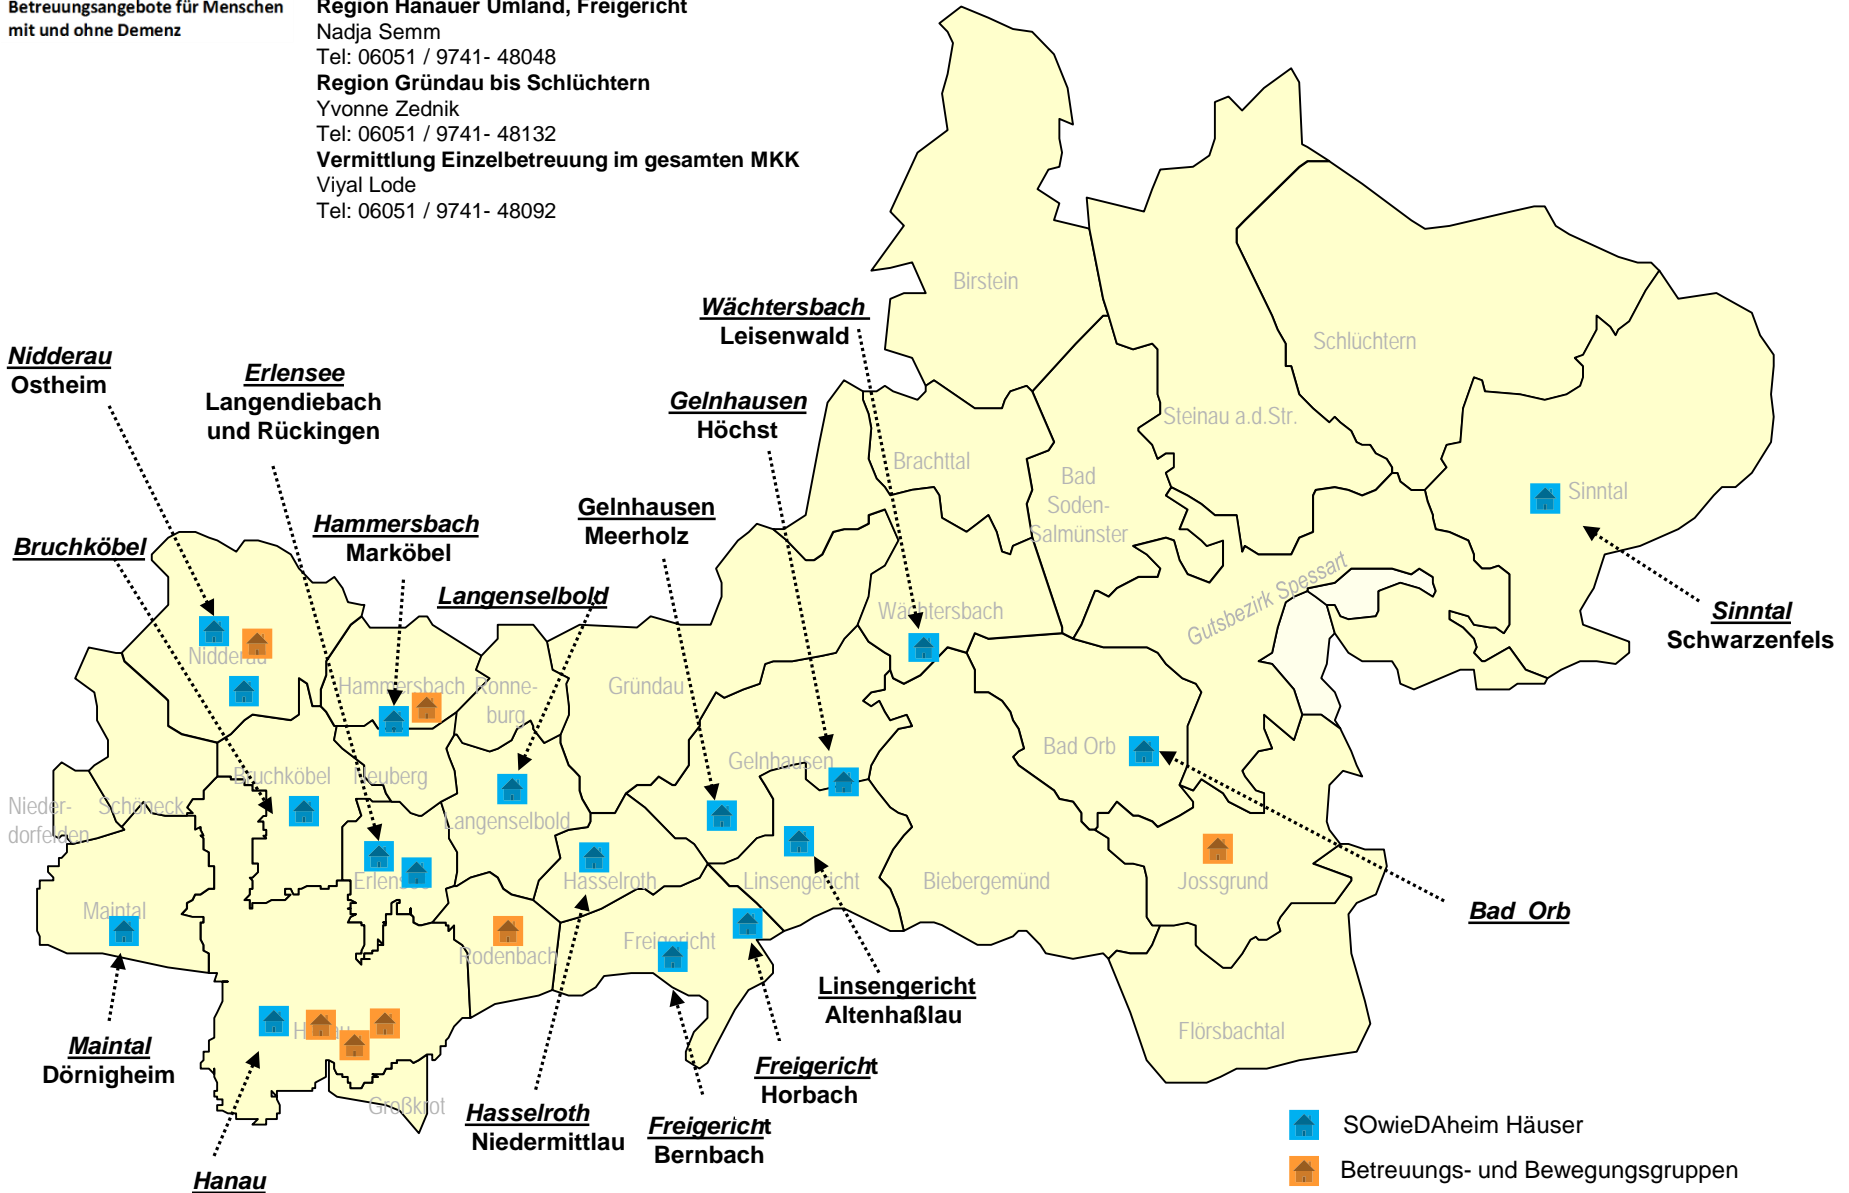 Betreuungsangebote für Menschen
mit und ohne Demenz
Region Hanauer Umland, Freigericht
Nadja Semm
Tel: 06051 / 9741- 48048
Region Gründau bis Schlüchtern
Yvonne Zednik
Tel: 06051 / 9741- 48132
Vermittlung Einzelbetreuung im gesamten MKK
Viyal Lode
Tel: 06051 / 9741- 48092
Birstein
Wächtersbach
Leisenwald
Schlüchtern
Nidderau
Ostheim
Erlensee
Langendiebach
und Rückingen
Gelnhausen
Höchst
Steinau a.d.Str.
Brachttal
Bad
Soden-
Salmünster
Sinntal
Gelnhausen
Meerholz
Hammersbach
Marköbel
Bruchköbel
Langenselbold
Gutsbezirk Spessart
Wächtersbach
Sinntal
Schwarzenfels
Nidderau
Hammersbach
Ronne-
burg
Gründau
Bad Orb
Gelnhausen
Bruchköbel
Neuberg
Nieder-
dorfelden
Schöneck
Langenselbold
Erlensee
Hasselroth
Linsengericht
Biebergemünd
Jossgrund
Maintal
Bad Orb
Freigericht
Rodenbach
Linsengericht
Altenhaßlau
Hanau
Flörsbachtal
Maintal
Dörnigheim
Freigericht
Horbach
Großkrot
Hasselroth
Niedermittlau
Freigericht
Bernbach
SOwieDAheim Häuser
Betreuungs- und Bewegungsgruppen
Hanau